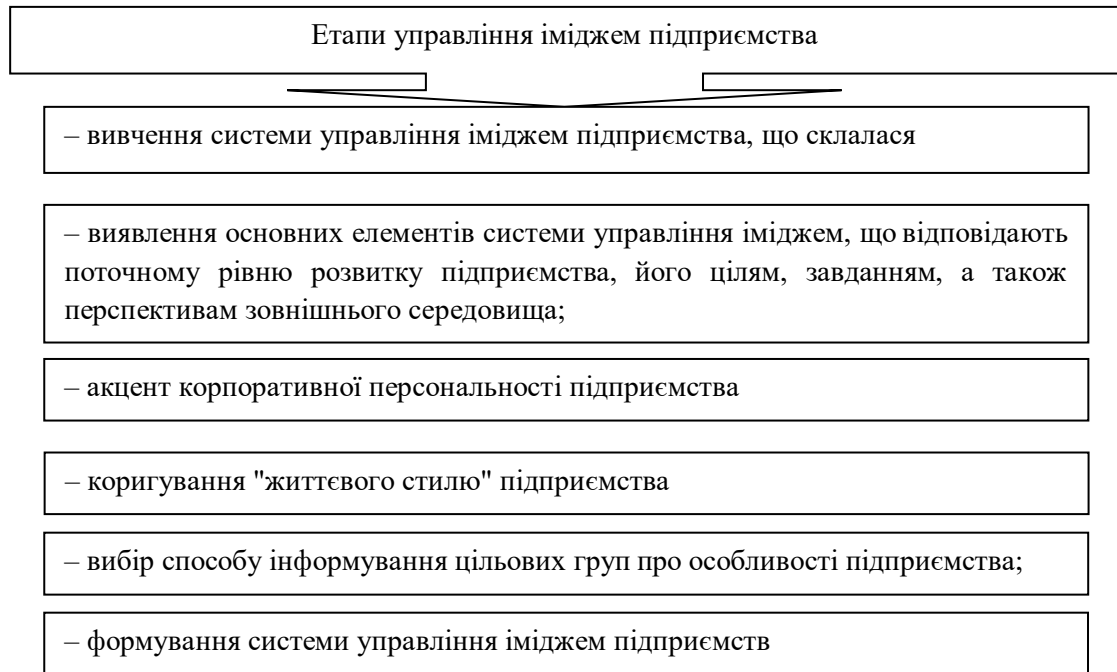 Етапи управління іміджем підприємства
– вивчення системи управління іміджем підприємства, що склалася
– виявлення основних елементів системи управління іміджем, що відповідають
поточному рівню розвитку підприємства, його цілям, завданням, а також
перспективам зовнішнього середовища;
– акцент корпоративної персональності підприємства
– коригування "життєвого стилю" підприємства
– вибір способу інформування цільових груп про особливості підприємства;
– формування системи управління іміджем підприємств